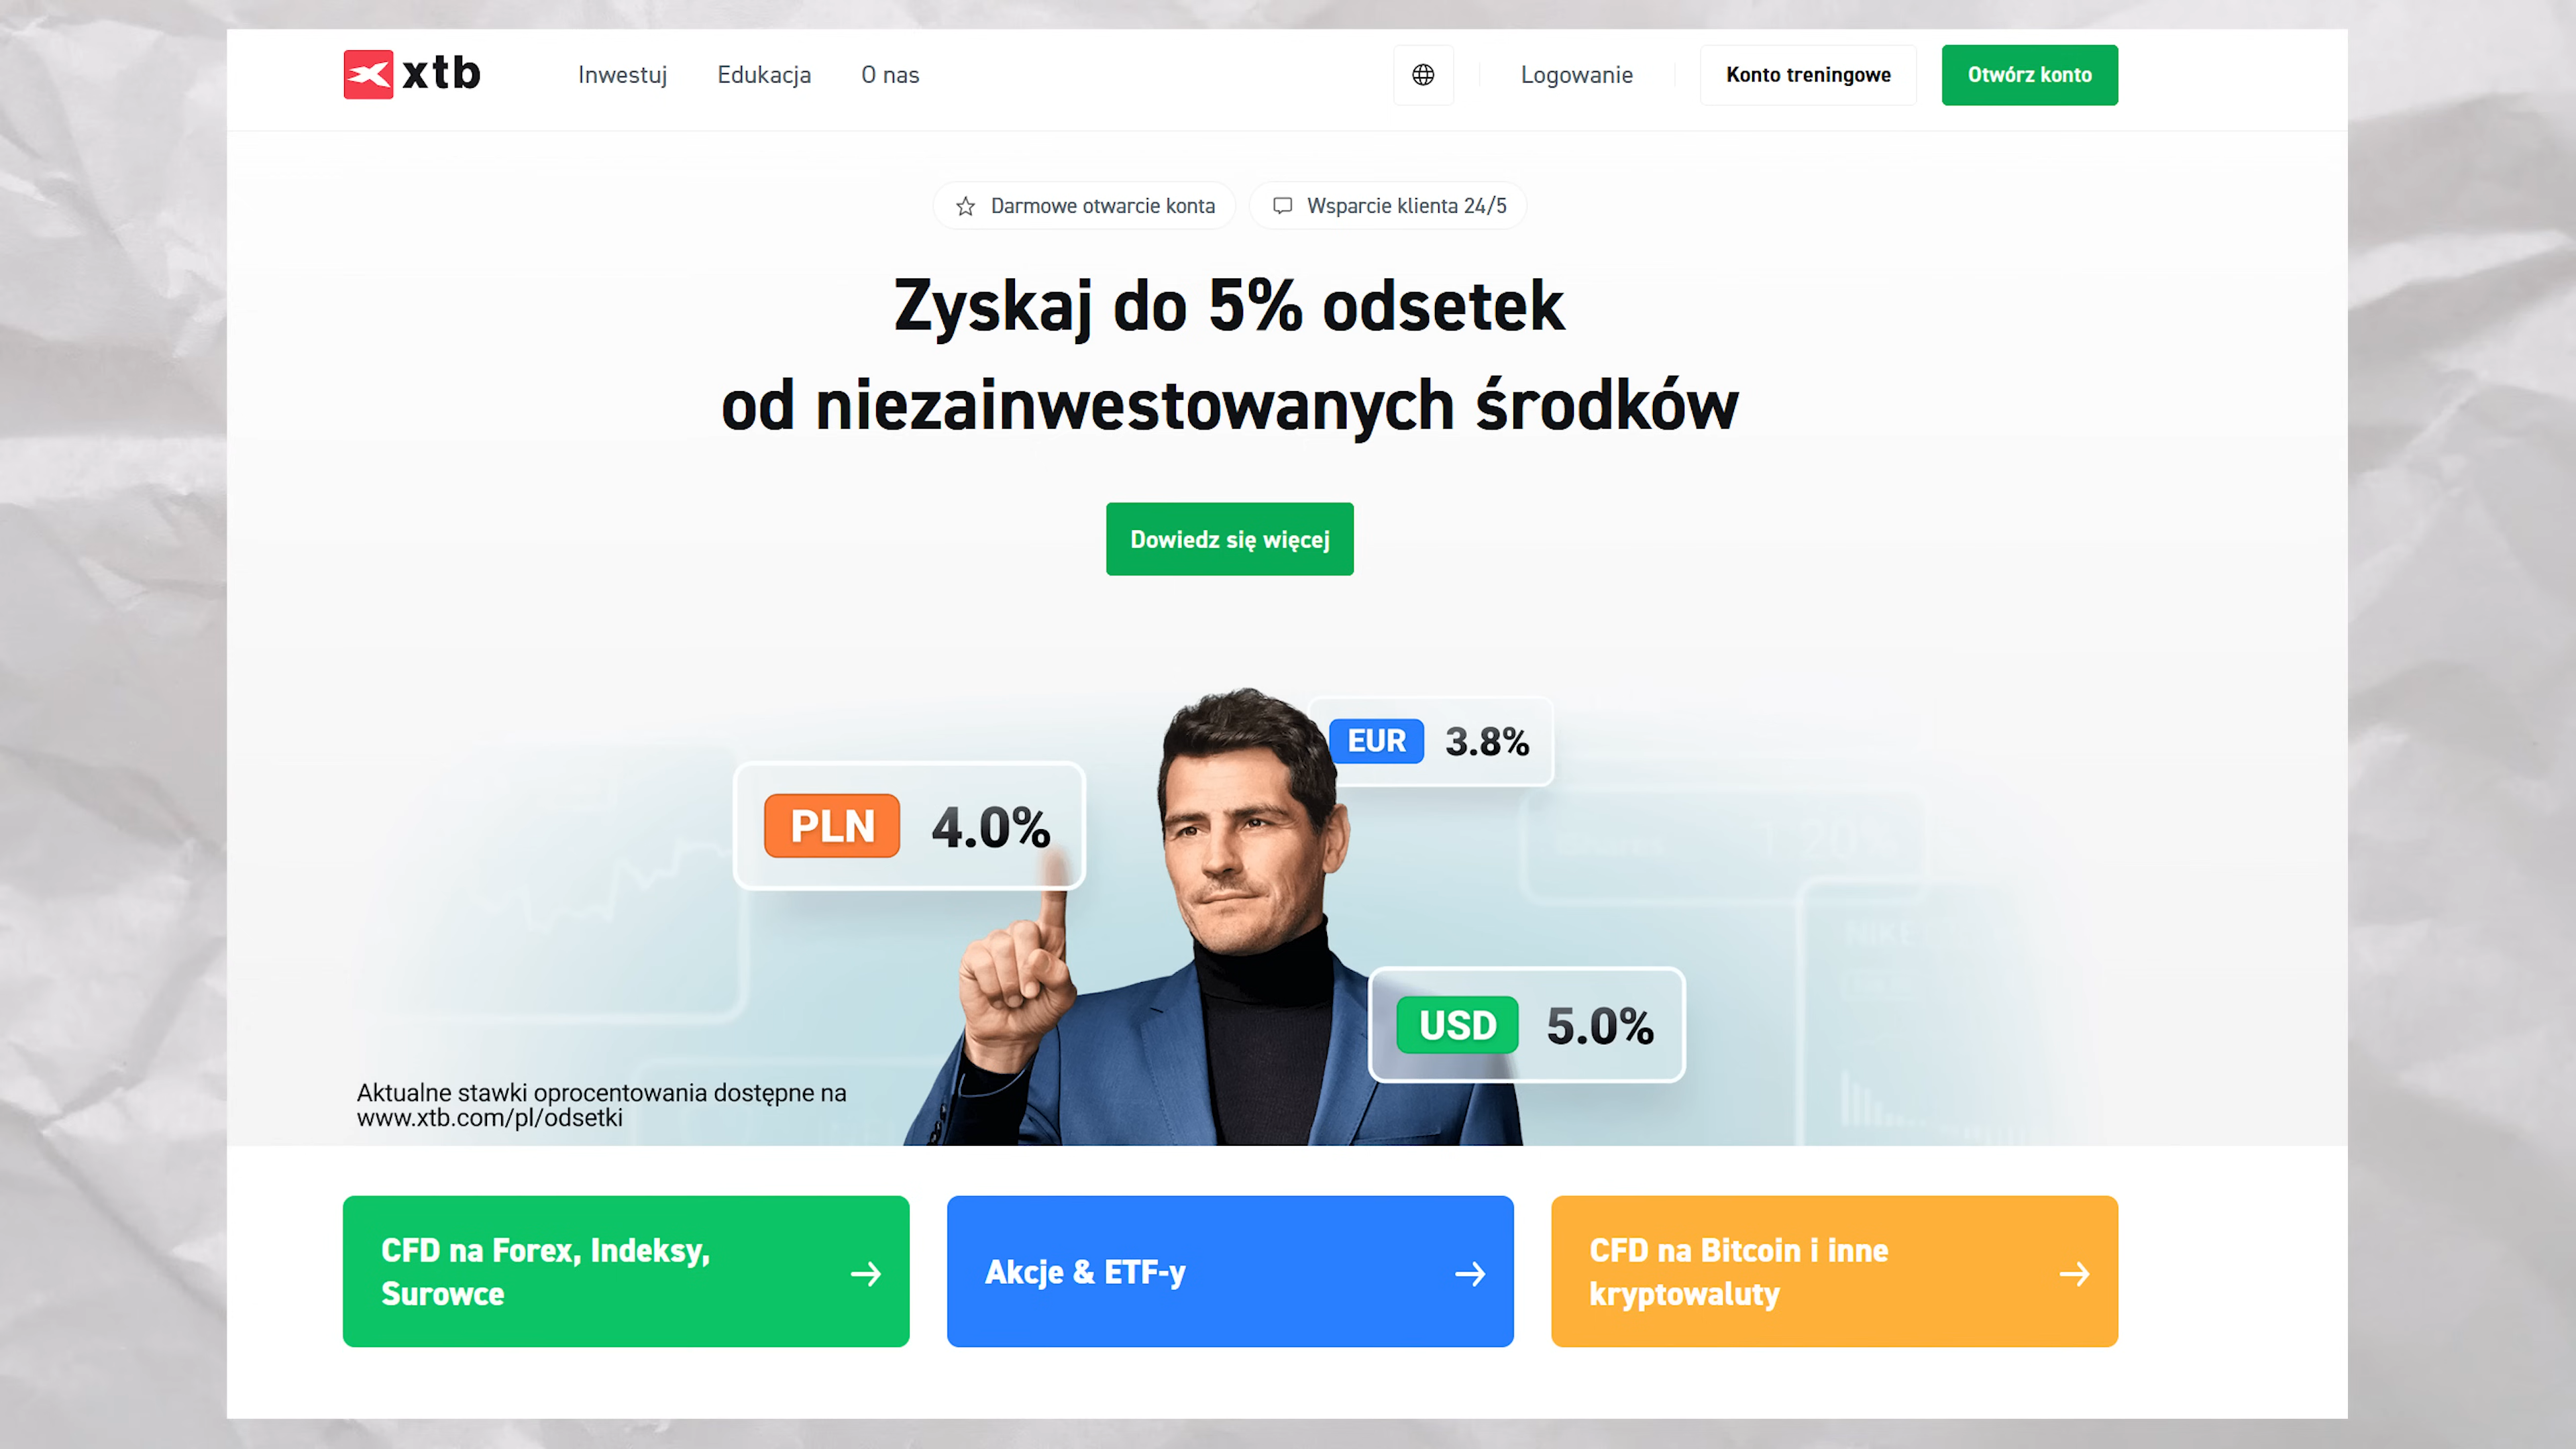 xtb
Inwestuj
Edukacja
O nas
Logowanie
Konto treningowe
Otwórz konto
Darmowe otwarcie konta
Wsparcie klienta 24/5
Zyskaj do 5% odsetek
od niezainwestowanych środków
Dowiedz się więcej
EUR 3.8%
PLN 4.0%
USD 5.0%
Aktualne stawki oprocentowania dostępne na
www.xtb.com/pl/odsetki
CFD na Forex, Indeksy,
Surowce
Akcje & ETF-y
CFD na Bitcoin i inne
kryptowaluty